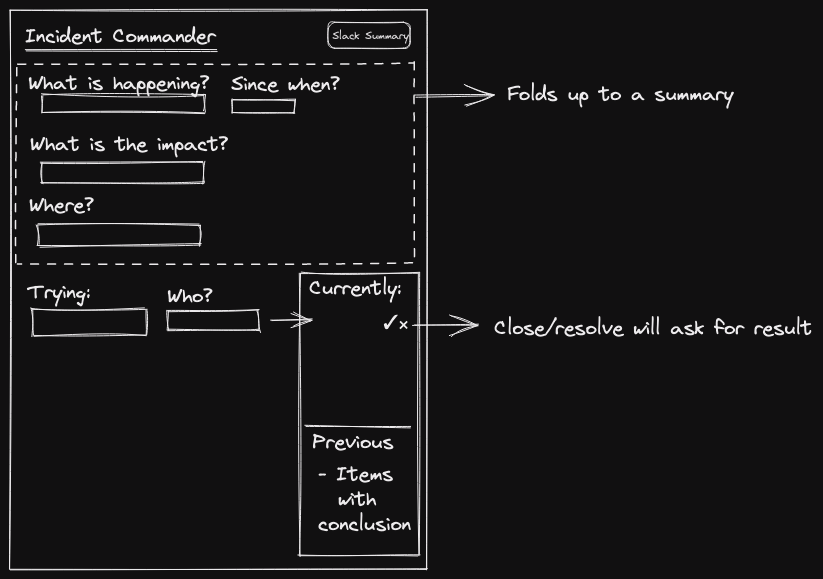 Incident Commander
Slack Summary
What is happening? Since when?
Folds up to a summary
What is the impact?
Where?
Trying: Who?
Currently:
✓×
Close/resolve will ask for result
Previous
- Items
with
conclusion